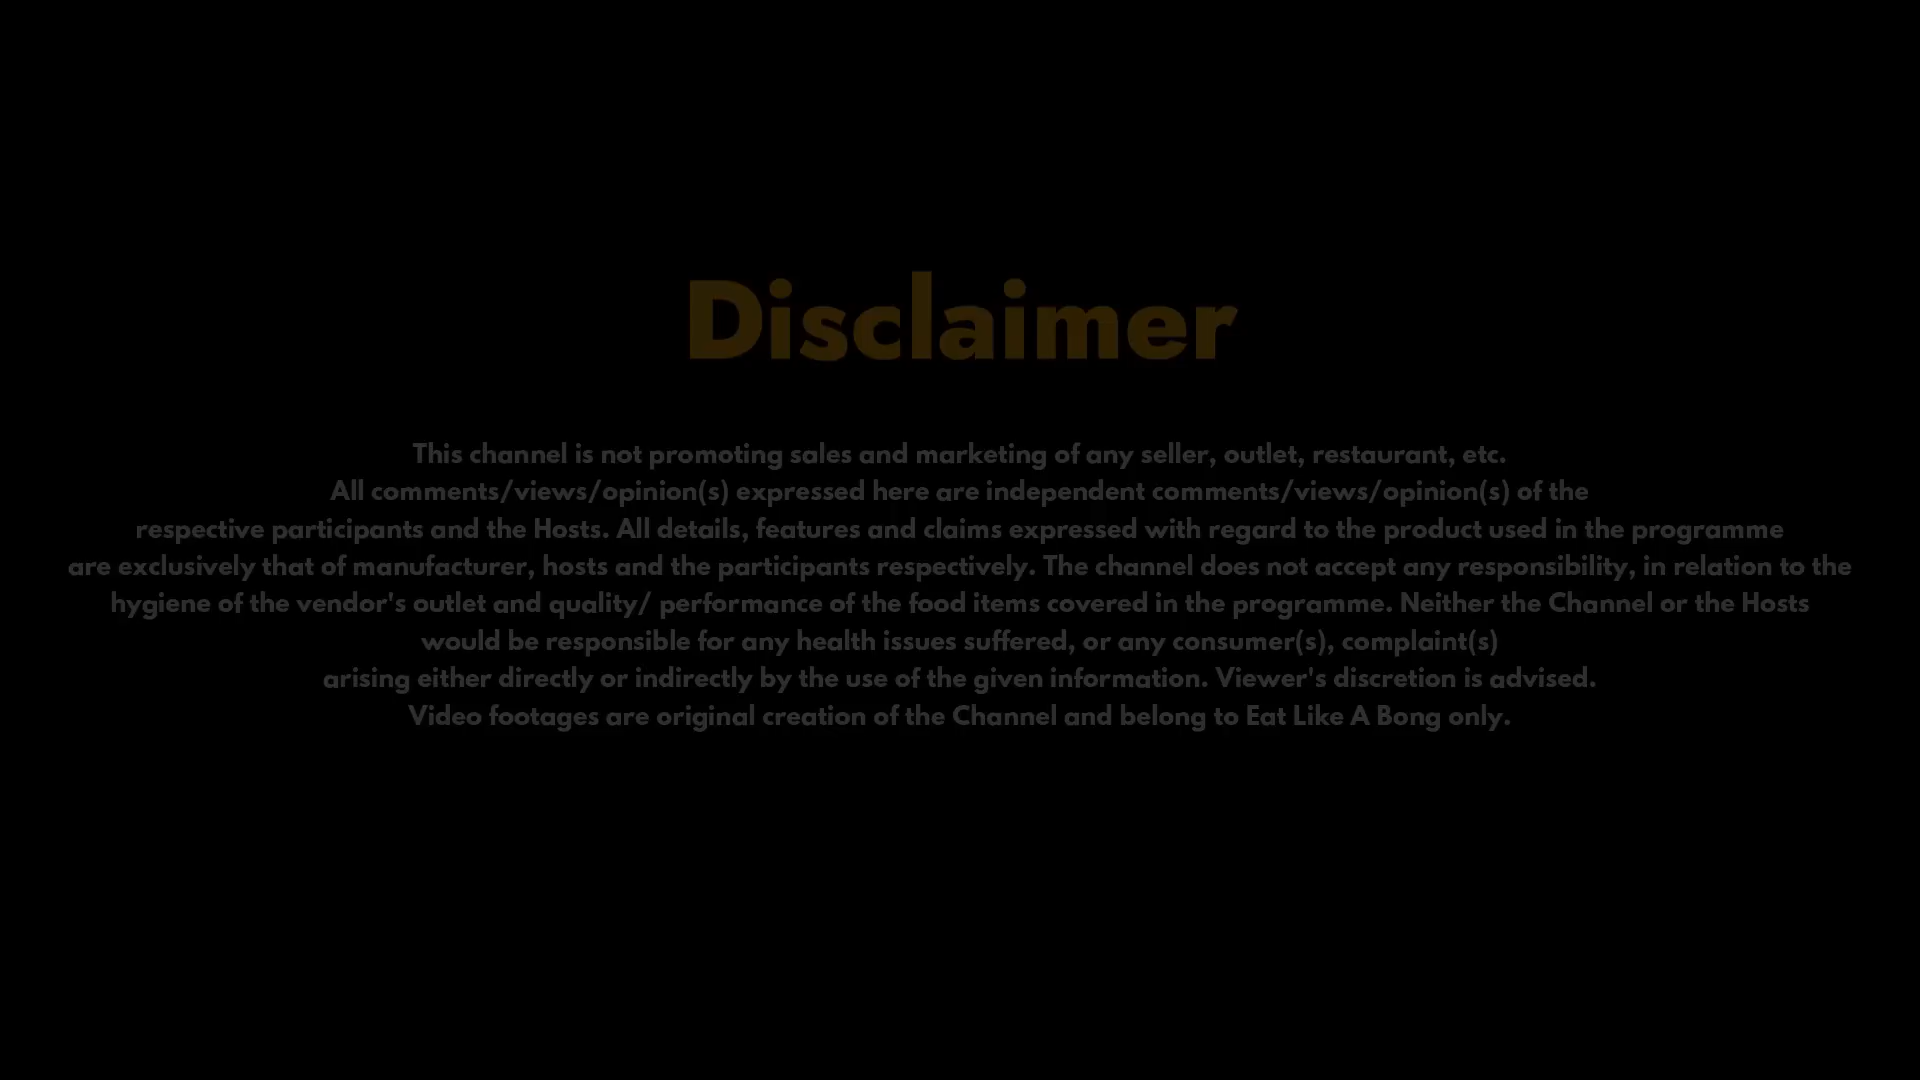 Disclaimer
This channel is not promoting sales and marketing of any seller, outlet, restaurant, etc.
All comments/views/opinion(s) expressed here are independent comments/views/opinion(s) of the
respective participants and the Hosts. All details, features and claims expressed with regard to the product used in the programme
are exclusively that of manufacturer, hosts and the participants respectively. The channel does not accept any responsibility, in relation to the
hygiene of the vendor's outlet and quality/ performance of the food items covered in the programme. Neither the Channel or the Hosts
would be responsible for any health issues suffered, or any consumer(s), complaint(s)
arising either directly or indirectly by the use of the given information. Viewer's discretion is advised.
Video footages are original creation of the Channel and belong to Eat Like A Bong only.